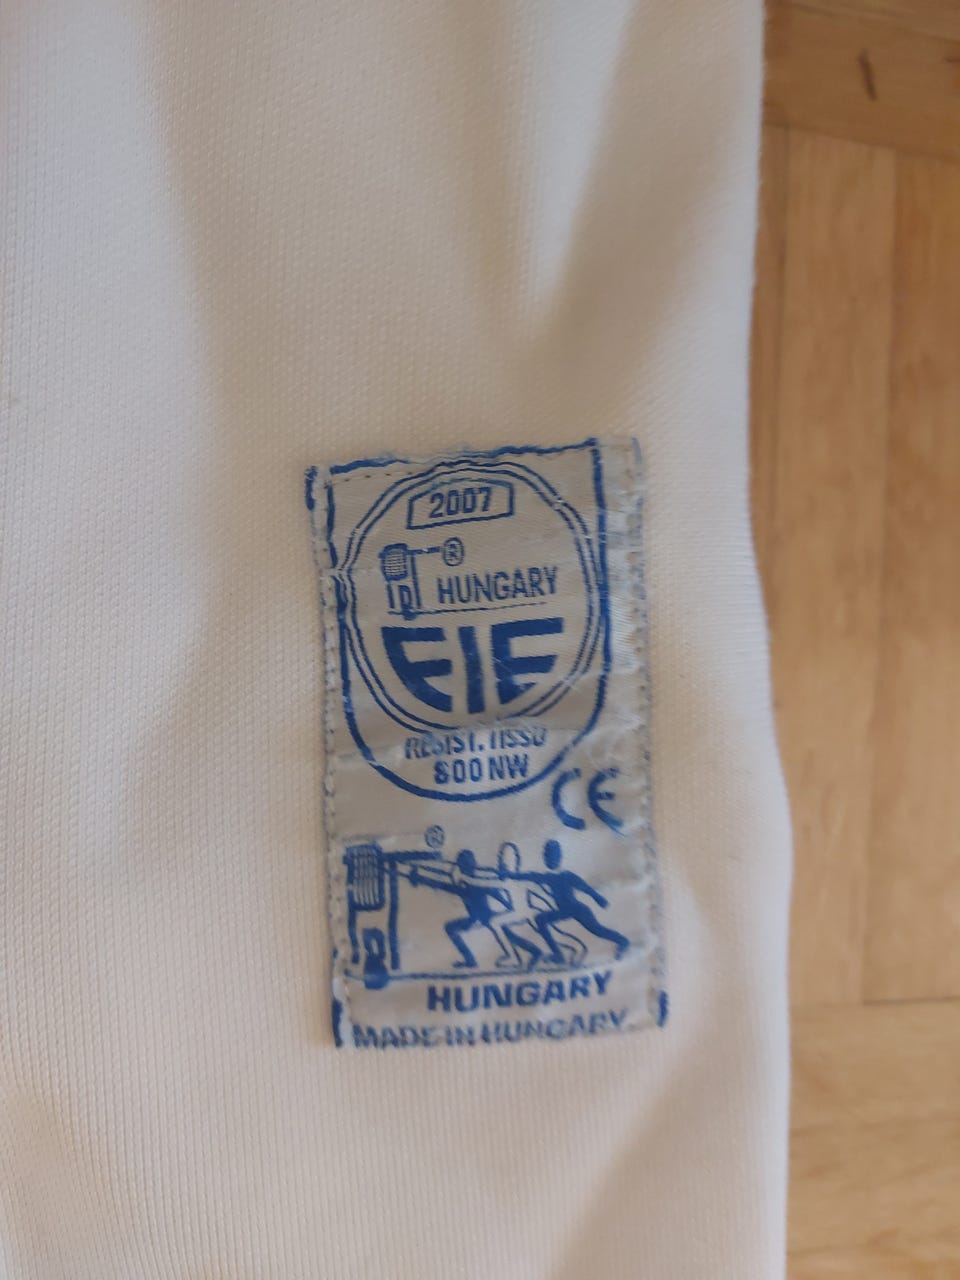 2007
®
HUNGARY
FIE
RESIST. TISSU
800 NW
CE
®
HUNGARY
MADE IN HUNGARY